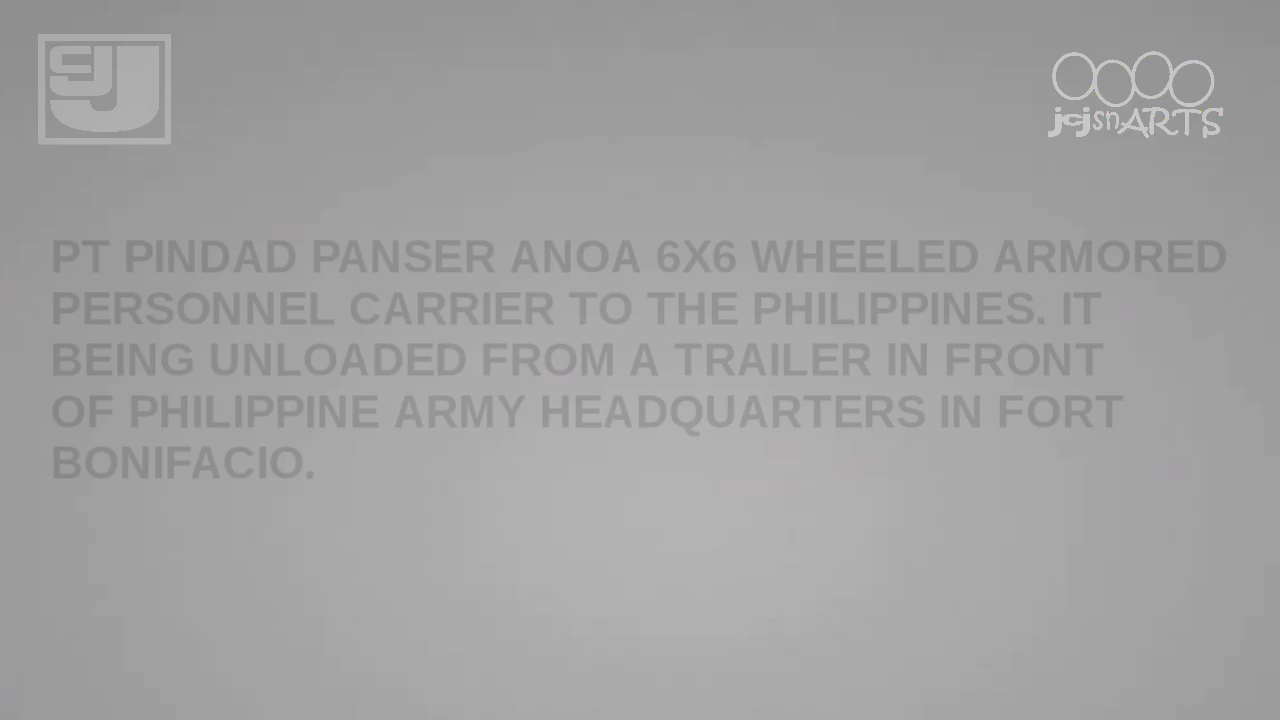 jcjsnARTS
PT PINDAD PANSER ANOA 6X6 WHEELED ARMORED
PERSONNEL CARRIER TO THE PHILIPPINES. IT
BEING UNLOADED FROM A TRAILER IN FRONT
OF PHILIPPINE ARMY HEADQUARTERS IN FORT
BONIFACIO.